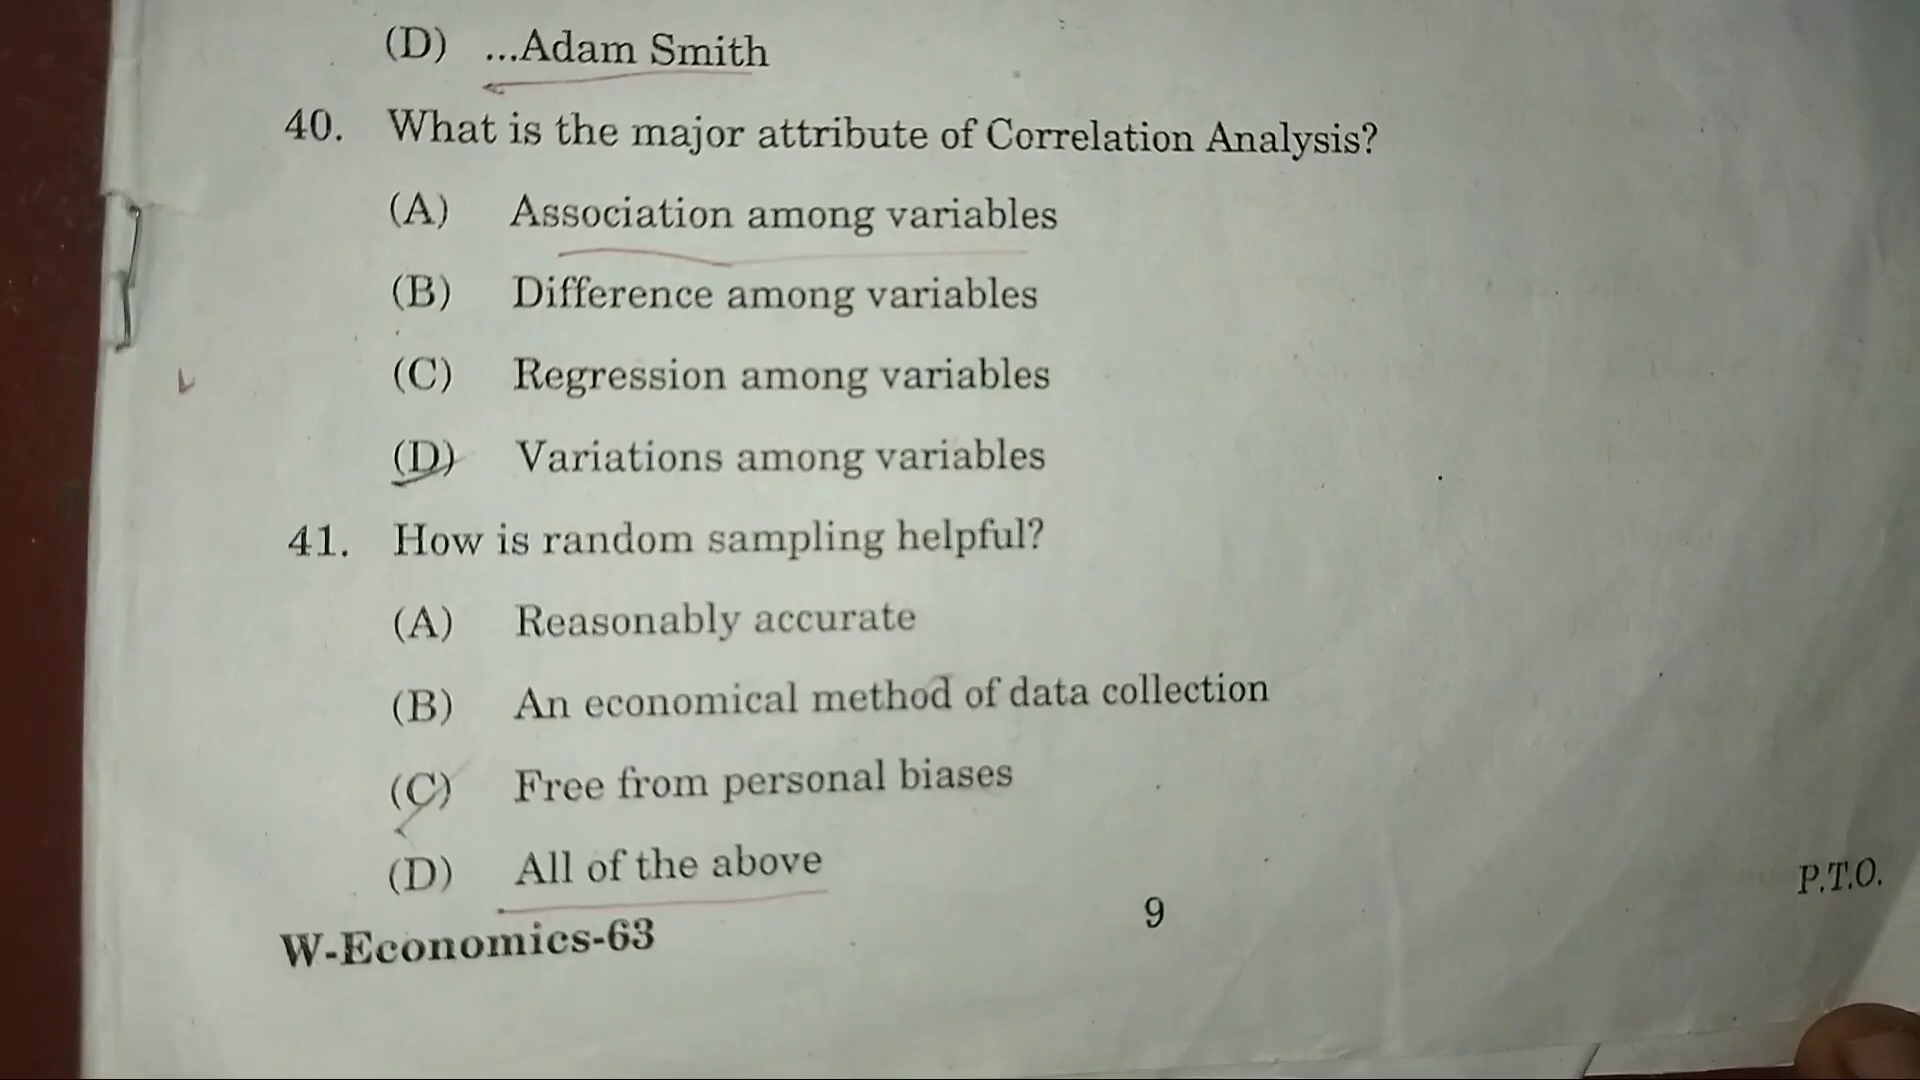 (D) ...Adam Smith
40. What is the major attribute of Correlation Analysis?
(A) Association among variables
(B) Difference among variables
(C) Regression among variables
(D) Variations among variables
41. How is random sampling helpful?
(A) Reasonably accurate
(B) An economical method of data collection
(C) Free from personal biases
(D) All of the above
W-Economics-63 9 P.T.O.